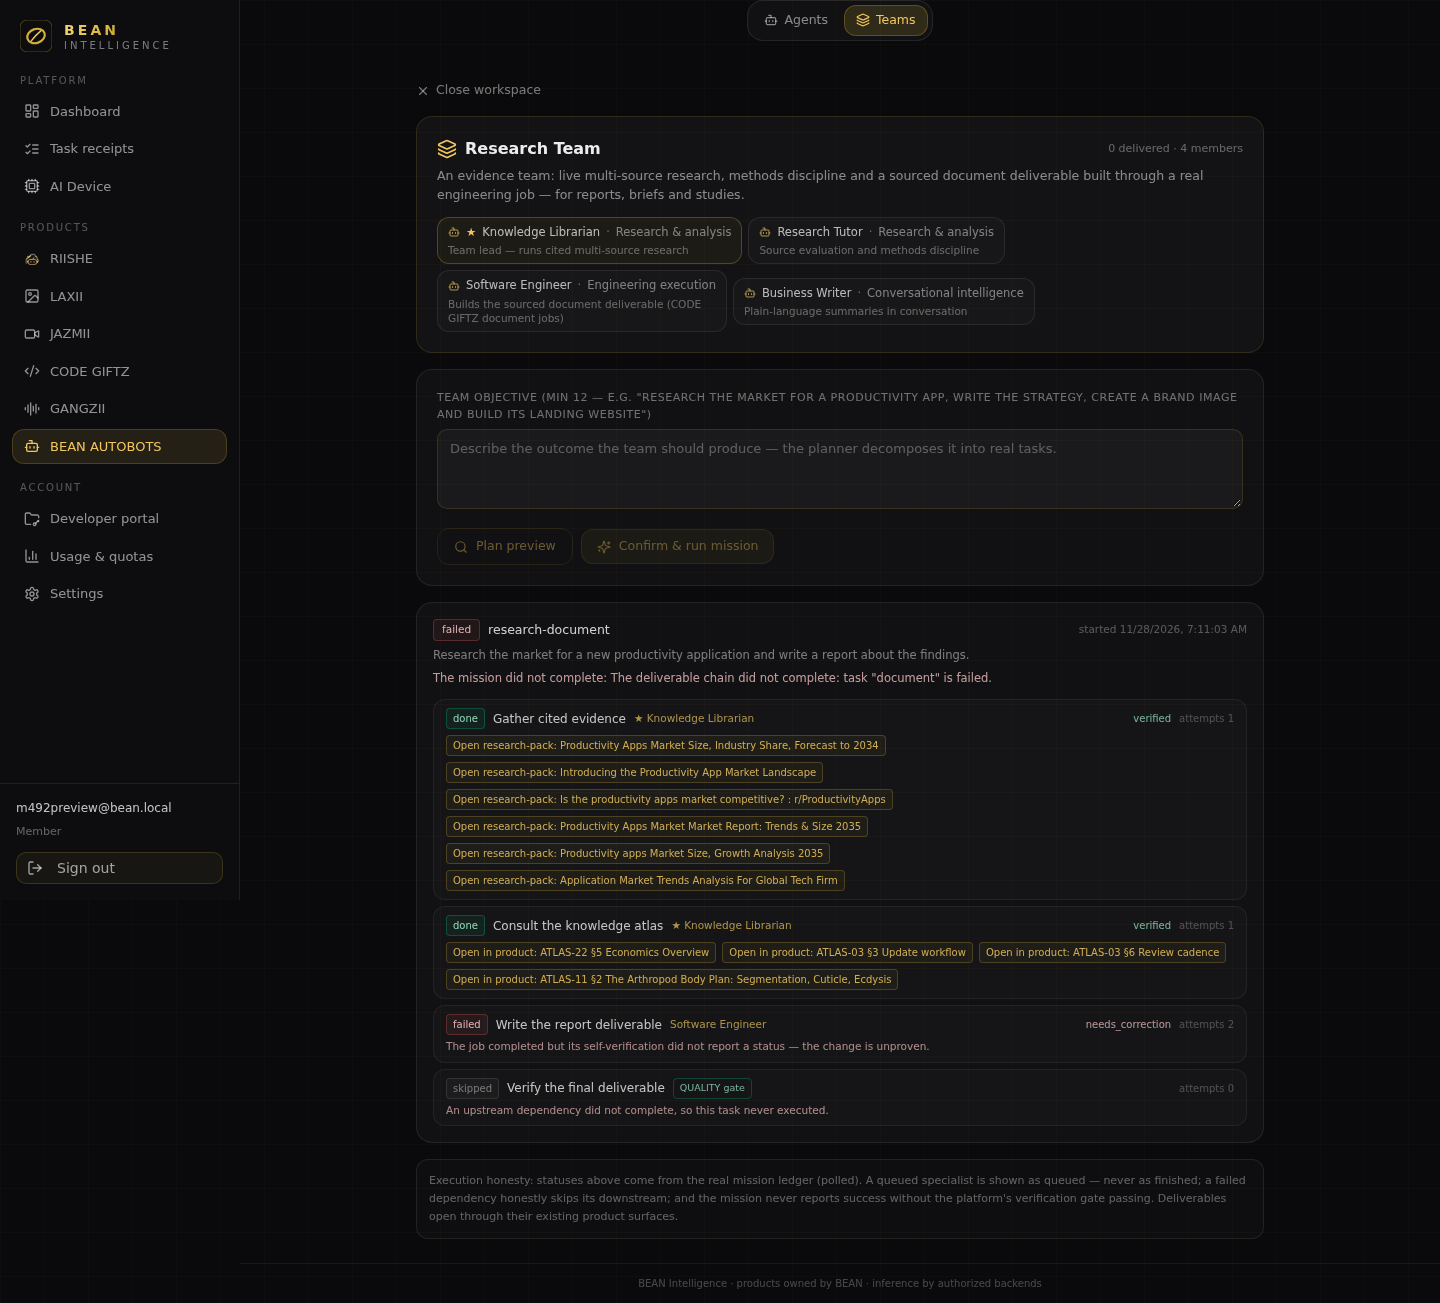 BEAN
INTELLIGENCE
PLATFORM
Dashboard
Task receipts
AI Device
PRODUCTS
RIISHE
LAXII
JAZMII
CODE GIFTZ
GANGZII
BEAN AUTOBOTS
ACCOUNT
Developer portal
Usage & quotas
Settings
m492preview@bean.local
Member
Sign out
Agents Teams
Close workspace
Research Team 0 delivered · 4 members
An evidence team: live multi-source research, methods discipline and a sourced document deliverable built through a real
engineering job — for reports, briefs and studies.
★ Knowledge Librarian · Research & analysis
Team lead — runs cited multi-source research
Research Tutor · Research & analysis
Source evaluation and methods discipline
Software Engineer · Engineering execution
Builds the sourced document deliverable (CODE
GIFTZ document jobs)
Business Writer · Conversational intelligence
Plain-language summaries in conversation
TEAM OBJECTIVE (MIN 12 — E.G. "RESEARCH THE MARKET FOR A PRODUCTIVITY APP, WRITE THE STRATEGY, CREATE A BRAND IMAGE
AND BUILD ITS LANDING WEBSITE")
Describe the outcome the team should produce — the planner decomposes it into real tasks.
Plan preview Confirm & run mission
failed research-document started 11/28/2026, 7:11:03 AM
Research the market for a new productivity application and write a report about the findings.
The mission did not complete: The deliverable chain did not complete: task "document" is failed.
done Gather cited evidence ★ Knowledge Librarian verified attempts 1
Open research-pack: Productivity Apps Market Size, Industry Share, Forecast to 2034
Open research-pack: Introducing the Productivity App Market Landscape
Open research-pack: Is the productivity apps market competitive? : r/ProductivityApps
Open research-pack: Productivity Apps Market Market Report: Trends & Size 2035
Open research-pack: Productivity apps Market Size, Growth Analysis 2035
Open research-pack: Application Market Trends Analysis For Global Tech Firm
done Consult the knowledge atlas ★ Knowledge Librarian verified attempts 1
Open in product: ATLAS-22 §5 Economics Overview Open in product: ATLAS-03 §3 Update workflow Open in product: ATLAS-03 §6 Review cadence
Open in product: ATLAS-11 §2 The Arthropod Body Plan: Segmentation, Cuticle, Ecdysis
failed Write the report deliverable Software Engineer needs_correction attempts 2
The job completed but its self-verification did not report a status — the change is unproven.
skipped Verify the final deliverable QUALITY gate attempts 0
An upstream dependency did not complete, so this task never executed.
Execution honesty: statuses above come from the real mission ledger (polled). A queued specialist is shown as queued — never as finished; a failed
dependency honestly skips its downstream; and the mission never reports success without the platform's verification gate passing. Deliverables
open through their existing product surfaces.
BEAN Intelligence · products owned by BEAN · inference by authorized backends